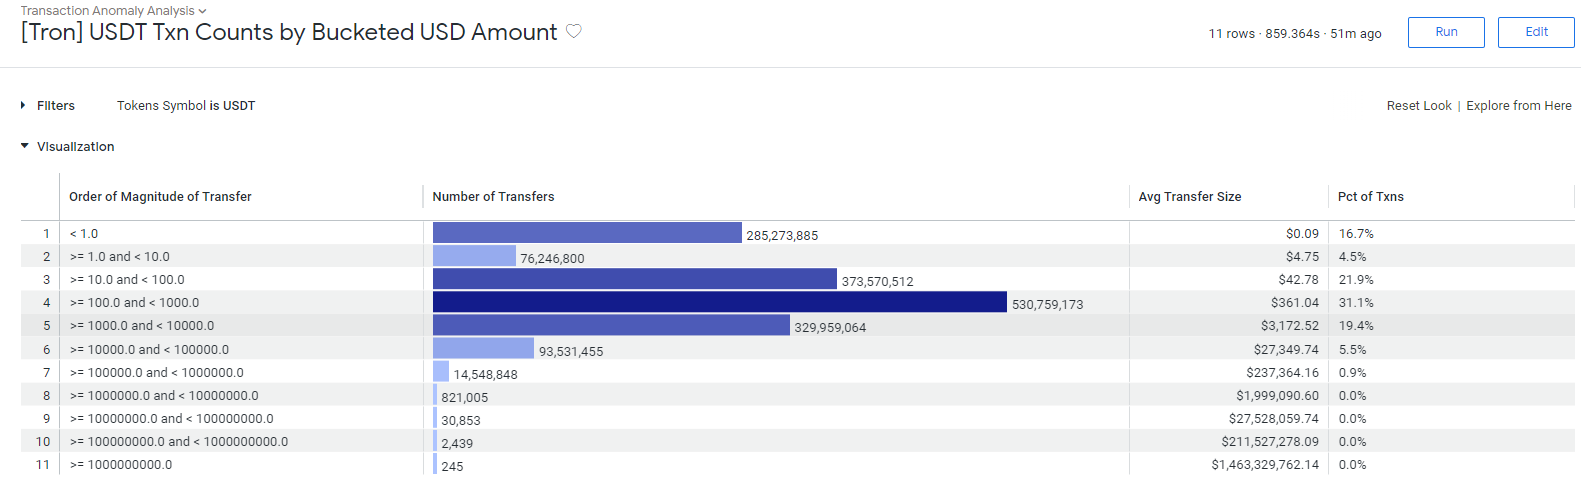 Transaction Anomaly Analysis
[Tron] USDT Txn Counts by Bucketed USD Amount
11 rows · 859.364s · 51m ago
Run
Edit
Filters
Tokens Symbol is USDT
Reset Look | Explore from Here
Visualization
Order of Magnitude of Transfer Number of Transfers Avg Transfer Size Pct of Txns
1 < 1.0 285,273,885 $0.09 16.7%
2 >= 1.0 and < 10.0 76,246,800 $4.75 4.5%
3 >= 10.0 and < 100.0 373,570,512 $42.78 21.9%
4 >= 100.0 and < 1000.0 530,759,173 $361.04 31.1%
5 >= 1000.0 and < 10000.0 329,959,064 $3,172.52 19.4%
6 >= 10000.0 and < 100000.0 93,531,455 $27,349.74 5.5%
7 >= 100000.0 and < 1000000.0 14,548,848 $237,364.16 0.9%
8 >= 1000000.0 and < 10000000.0 821,005 $1,999,090.60 0.0%
9 >= 10000000.0 and < 100000000.0 30,853 $27,528,059.74 0.0%
10 >= 100000000.0 and < 1000000000.0 2,439 $211,527,278.09 0.0%
11 >= 1000000000.0 245 $1,463,329,762.14 0.0%